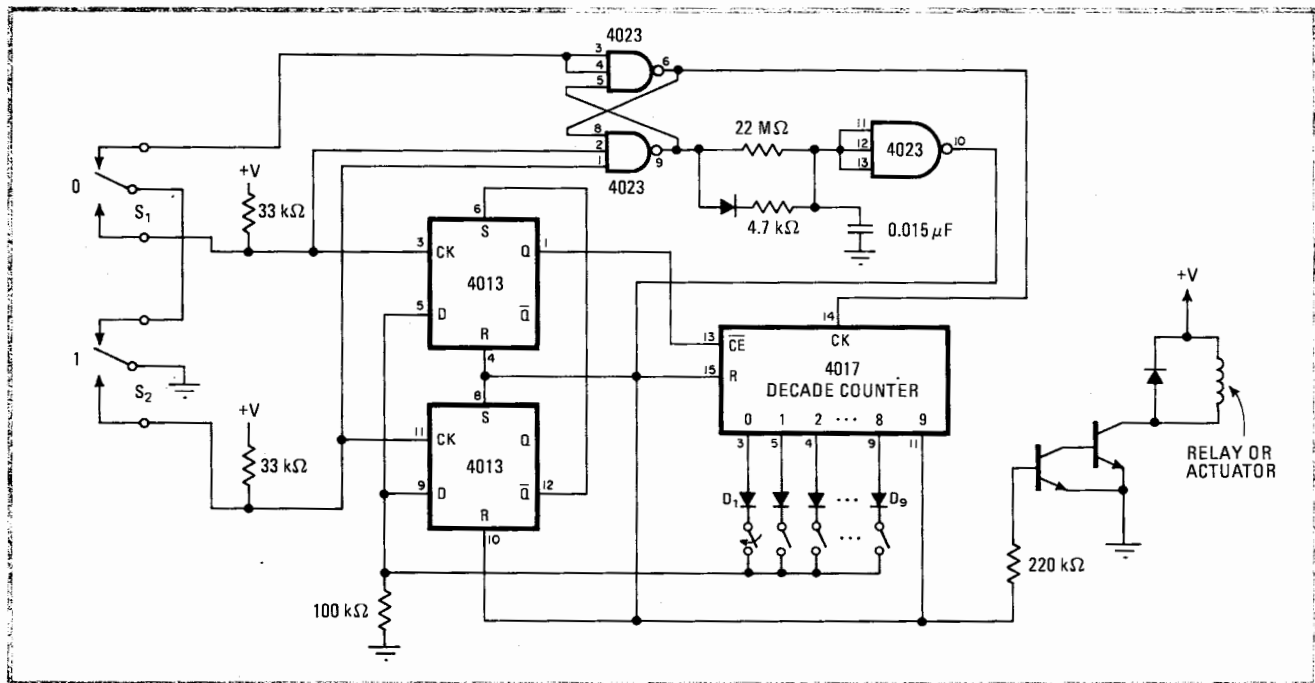 4023
3
4
5
6
8
2
1
9
4023
22 MΩ
4.7 kΩ
0.015 μF
11
12
13
4023
10
0
S1
+V
33 kΩ
1
S2
+V
33 kΩ
6
S
3
CK
Q
1
4013
5
D
Q̅
R
4
8
S
11
CK
Q
4013
9
D
Q̅
12
R
10
100 kΩ
14
13
C̅E̅
CK
15
R
4017
DECADE COUNTER
0 1 2 ··· 8 9
3 5 4 9 11
D1 ··· D9
···
+V
RELAY OR
ACTUATOR
220 kΩ